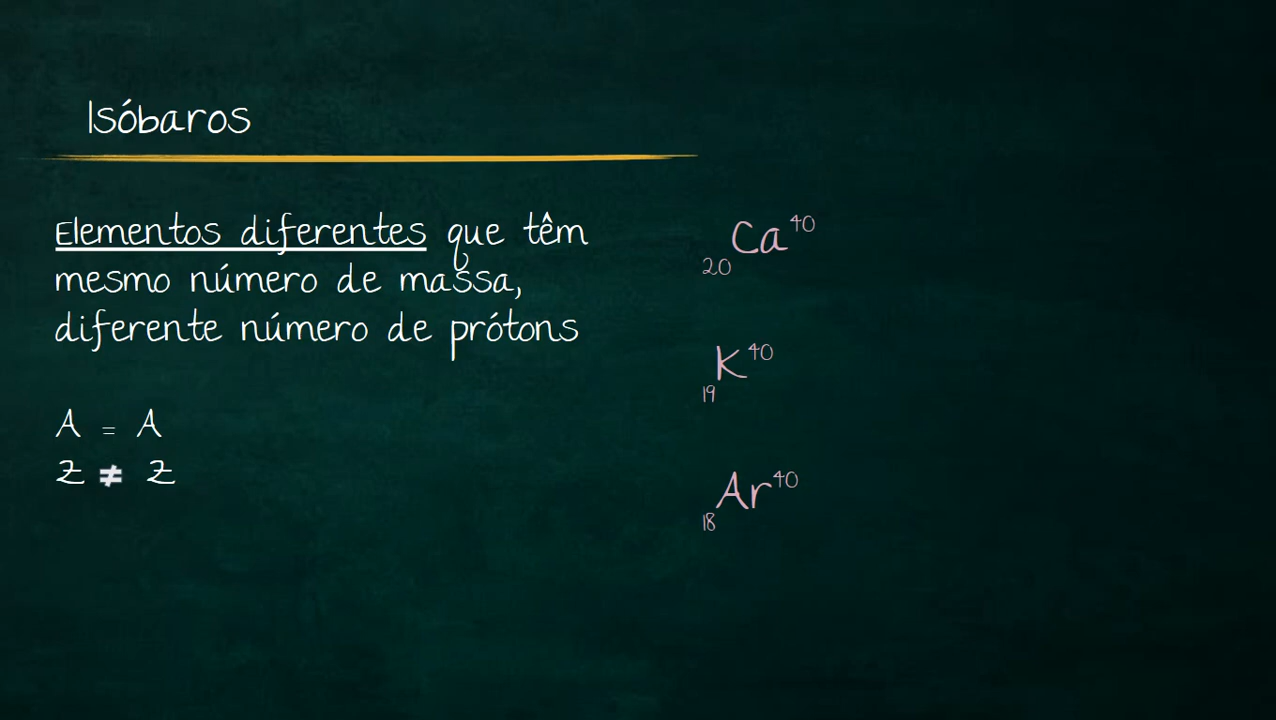 Isóbaros
Elementos diferentes que têm
mesmo número de massa,
diferente número de prótons
A = A
Z ≠ Z
20Ca40
19K40
18Ar40